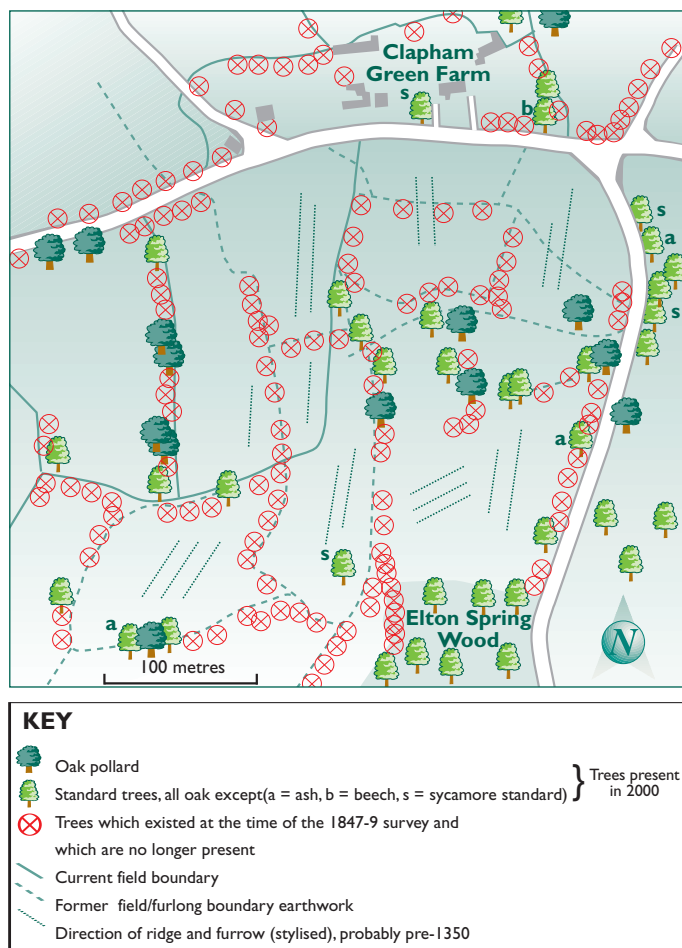 Clapham
Green Farm
s
b
s
a
s
a
s
a
Elton Spring
Wood
N
100 metres
KEY
Oak pollard
Standard trees, all oak except(a = ash, b = beech, s = sycamore standard)
} Trees present
in 2000
Trees which existed at the time of the 1847-9 survey and
which are no longer present
Current field boundary
Former field/furlong boundary earthwork
Direction of ridge and furrow (stylised), probably pre-1350